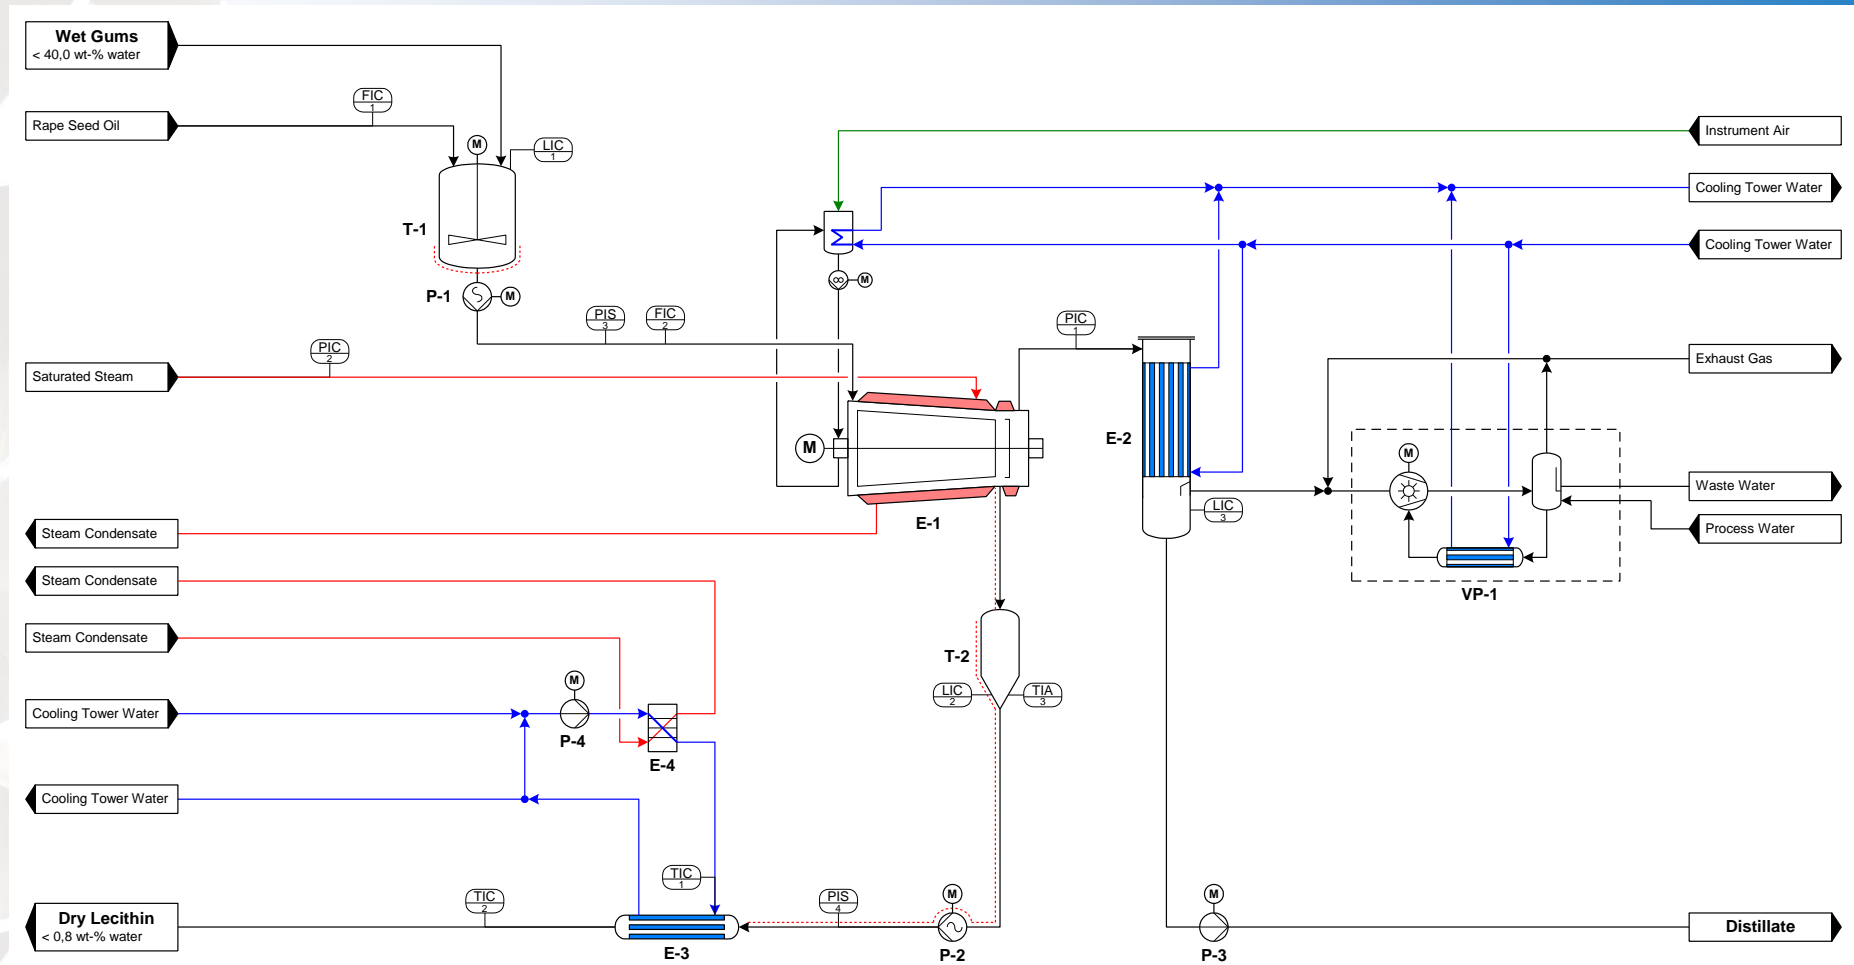 Wet Gums
< 40,0 wt-% water
FIC
1
Rape Seed Oil
M
LIC
1
Instrument Air
Cooling Tower Water
T-1
Cooling Tower Water
P-1
M
M
PIS
3
FIC
2
PIC
1
PIC
2
Saturated Steam
Exhaust Gas
E-2
M
M
E-1
Waste Water
LIC
3
Process Water
Steam Condensate
Steam Condensate
VP-1
Steam Condensate
T-2
M
LIC
2
TIA
3
Cooling Tower Water
P-4
E-4
Cooling Tower Water
TIC
1
TIC
2
PIS
4
M
M
Dry Lecithin
< 0,8 wt-% water
Distillate
E-3
P-2
P-3